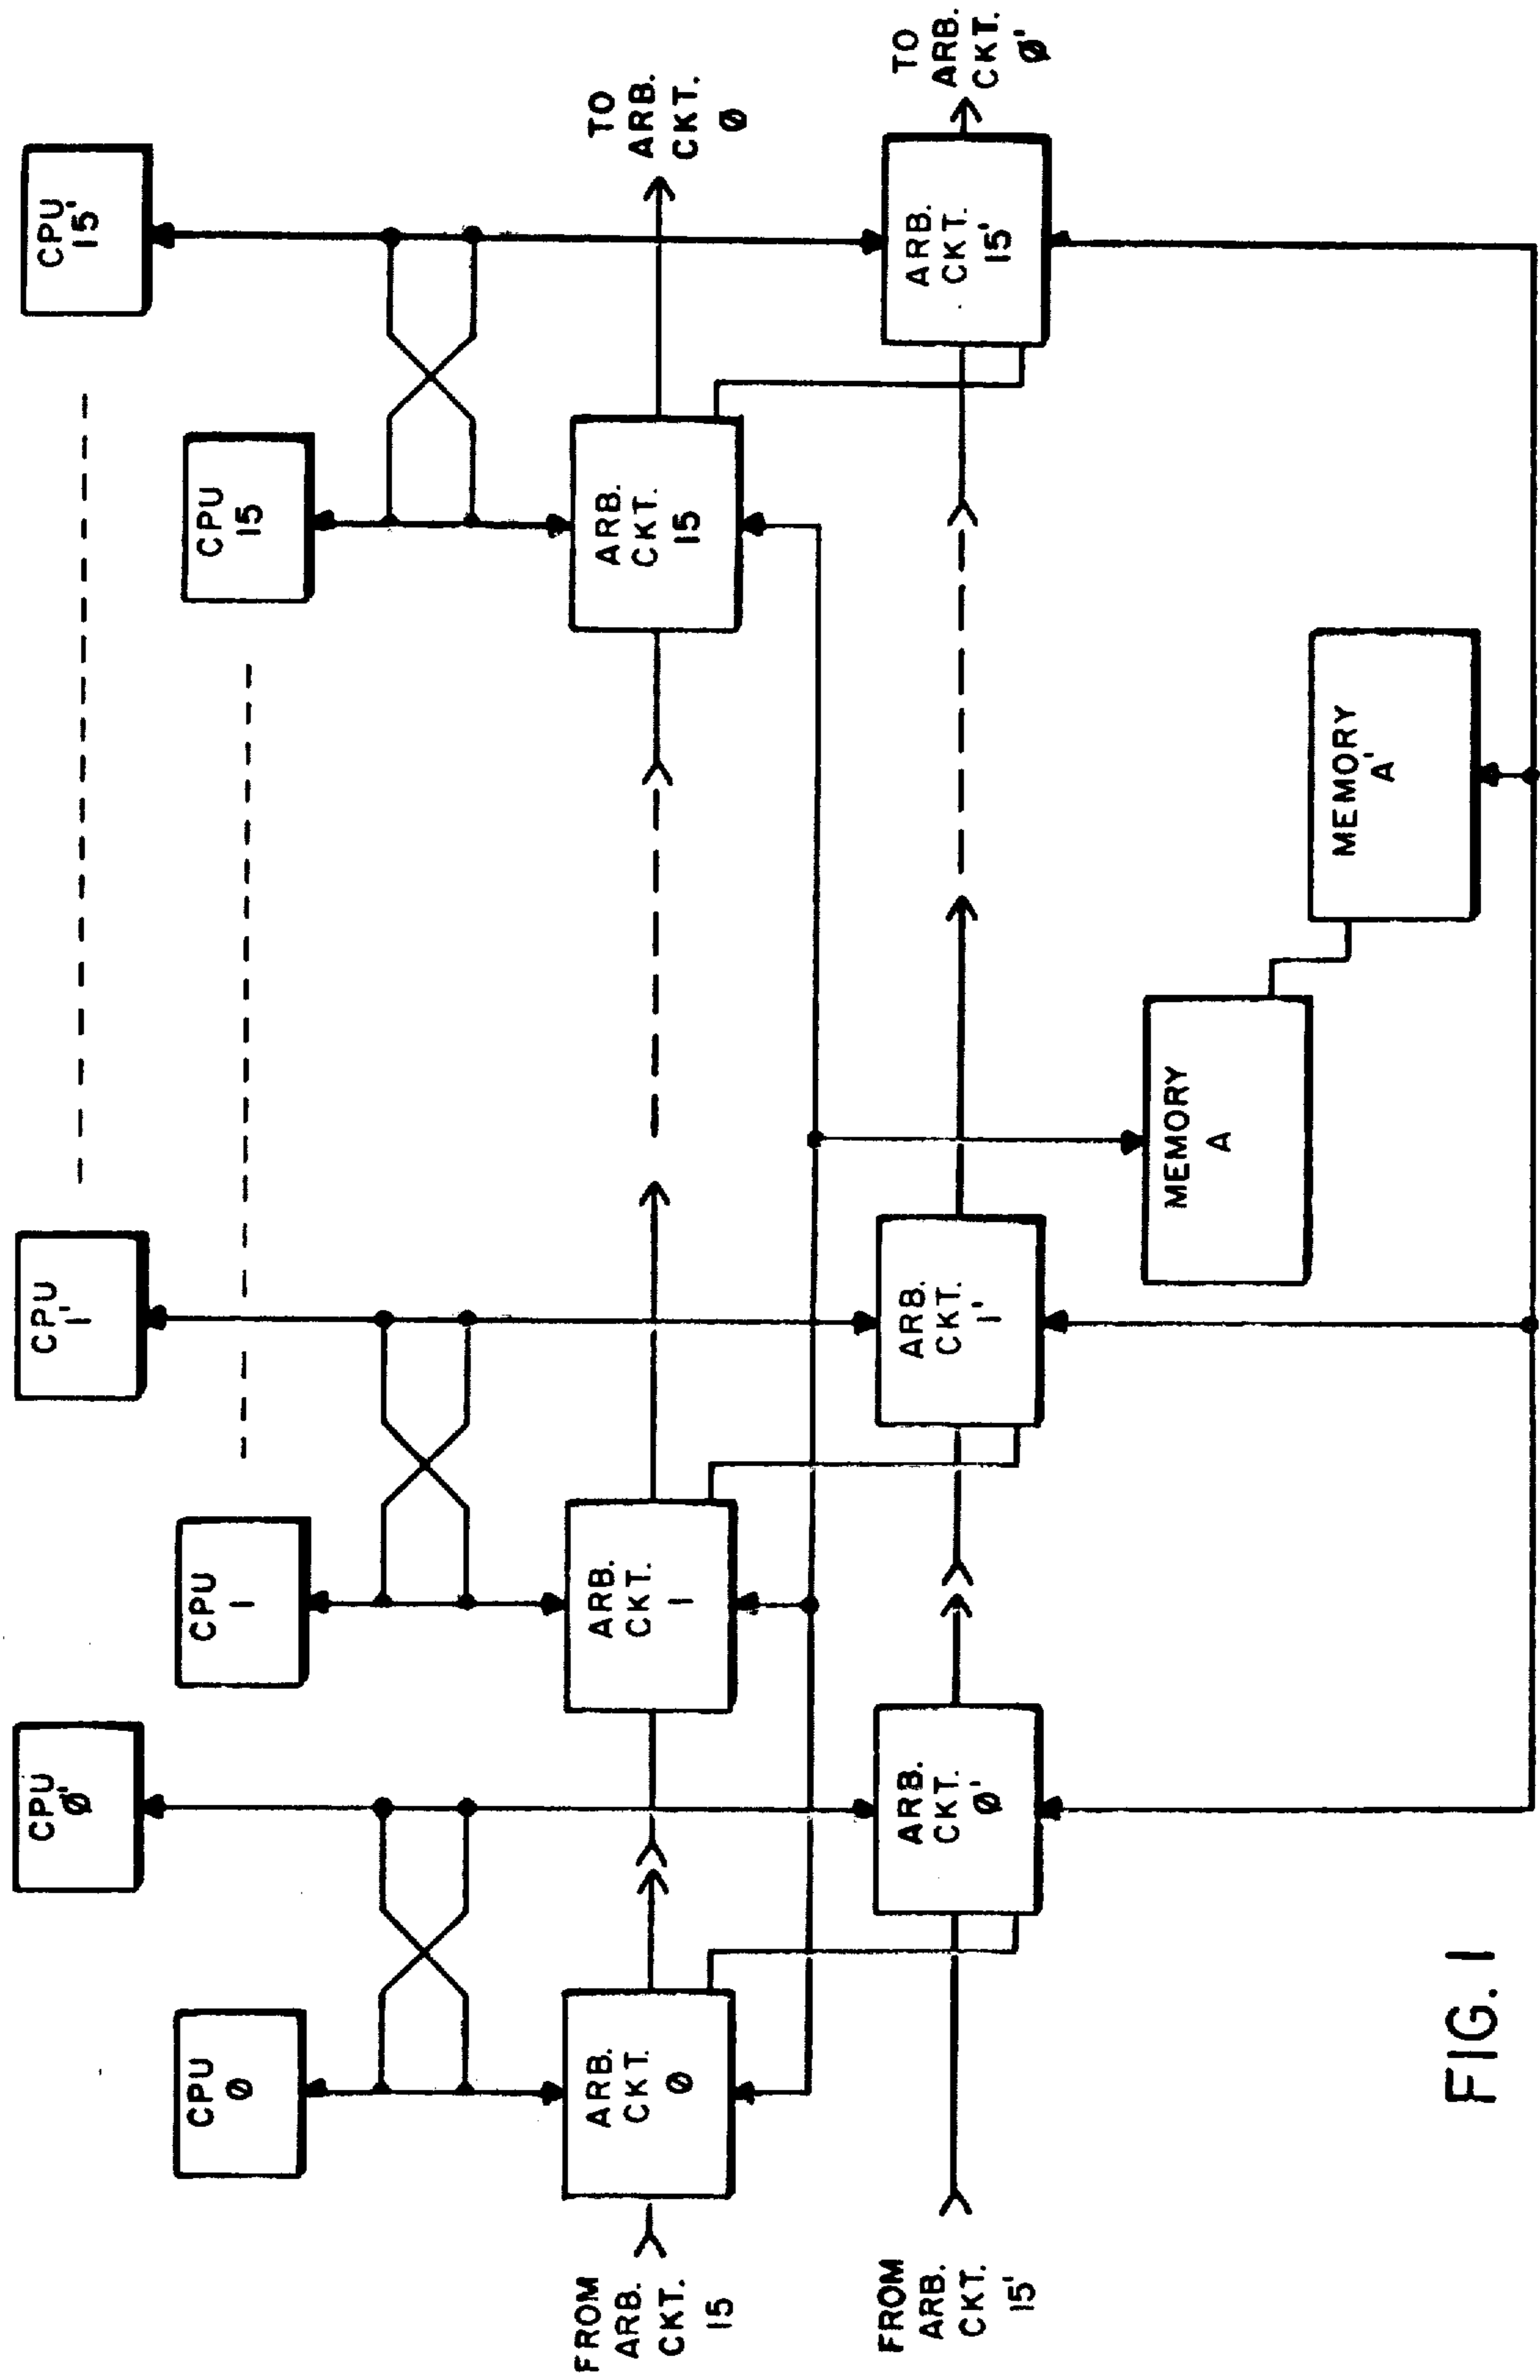 CPU
Ø'
CPU
1'
CPU
15'
CPU
Ø
CPU
1
CPU
15
FROM
ARB.
CKT.
15
ARB.
CKT.
Ø
ARB.
CKT.
1
ARB.
CKT.
15
TO
ARB.
CKT.
Ø
FROM
ARB.
CKT.
15'
ARB.
CKT.
Ø'
ARB.
CKT.
1'
ARB.
CKT.
15'
TO
ARB.
CKT.
Ø'
MEMORY
A
MEMORY
A'
FIG. 1